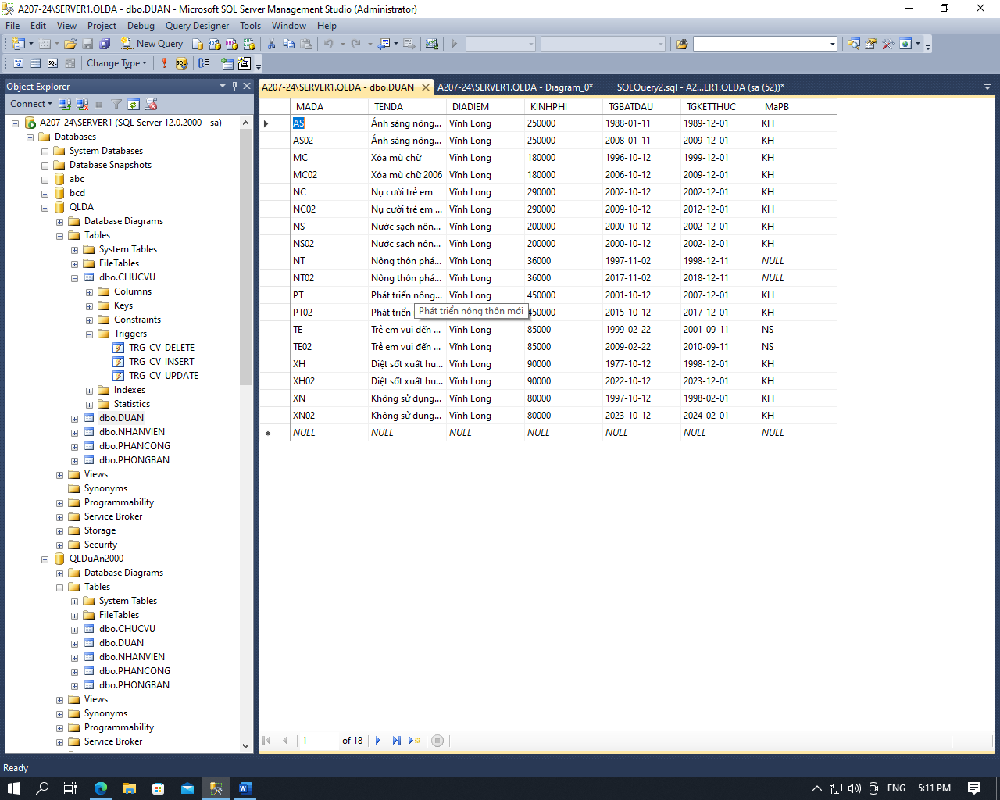 A207-24\SERVER1.QLDA - dbo.DUAN - Microsoft SQL Server Management Studio (Administrator)
File Edit View Project Debug Query Designer Tools Window Help
New Query
Change Type
Object Explorer
Connect
A207-24\SERVER1 (SQL Server 12.0.2000 - sa)
Databases
System Databases
Database Snapshots
abc
bcd
QLDA
Database Diagrams
Tables
System Tables
FileTables
dbo.CHUCVU
Columns
Keys
Constraints
Triggers
TRG_CV_DELETE
TRG_CV_INSERT
TRG_CV_UPDATE
Indexes
Statistics
dbo.DUAN
dbo.NHANVIEN
dbo.PHANCONG
dbo.PHONGBAN
Views
Synonyms
Programmability
Service Broker
Storage
Security
QLDuAn2000
Database Diagrams
Tables
System Tables
FileTables
dbo.CHUCVU
dbo.DUAN
dbo.NHANVIEN
dbo.PHANCONG
dbo.PHONGBAN
Views
Synonyms
Programmability
Service Broker
A207-24\SERVER1.QLDA - dbo.DUAN A207-24\SERVER1.QLDA - Diagram_0* SQLQuery2.sql - A2...ER1.QLDA (sa (52))*
MADA TENDA DIADIEM KINHPHI TGBATDAU TGKETTHUC MaPB
AS Ánh sáng nông... Vĩnh Long 250000 1988-01-11 1989-12-01 KH
AS02 Ánh sáng nông... Vĩnh Long 250000 2008-01-11 2009-12-01 KH
MC Xóa mù chữ Vĩnh Long 180000 1996-10-12 1999-12-01 KH
MC02 Xóa mù chữ 2006 Vĩnh Long 180000 2006-10-12 2009-12-01 KH
NC Nụ cười trẻ em Vĩnh Long 290000 2002-10-12 2002-12-01 KH
NC02 Nụ cười trẻ em ... Vĩnh Long 290000 2009-10-12 2012-12-01 KH
NS Nước sạch nôn... Vĩnh Long 200000 2000-10-12 2002-12-01 KH
NS02 Nước sạch nôn... Vĩnh Long 200000 2000-10-12 2002-12-01 KH
NT Nông thôn phá... Vĩnh Long 36000 1997-11-02 1998-12-11 NULL
NT02 Nông thôn phá... Vĩnh Long 36000 2017-11-02 2018-12-11 NULL
PT Phát triển nông... Vĩnh Long 450000 2001-10-12 2007-12-01 KH
PT02 Phát triển 450000 2015-10-12 2017-12-01 KH
Phát triển nông thôn mới
TE Trẻ em vui đến ... Vĩnh Long 85000 1999-02-22 2001-09-11 NS
TE02 Trẻ em vui đến ... Vĩnh Long 85000 2009-02-22 2010-09-11 NS
XH Diệt sốt xuất hu... Vĩnh Long 90000 1977-10-12 1998-12-01 KH
XH02 Diệt sốt xuất hu... Vĩnh Long 90000 2022-10-12 2023-12-01 KH
XN Không sử dụng... Vĩnh Long 80000 1997-10-12 1998-02-01 KH
XN02 Không sử dụng... Vĩnh Long 80000 2023-10-12 2024-02-01 KH
NULL NULL NULL NULL NULL NULL NULL
1 of 18
Ready
ENG 5:11 PM